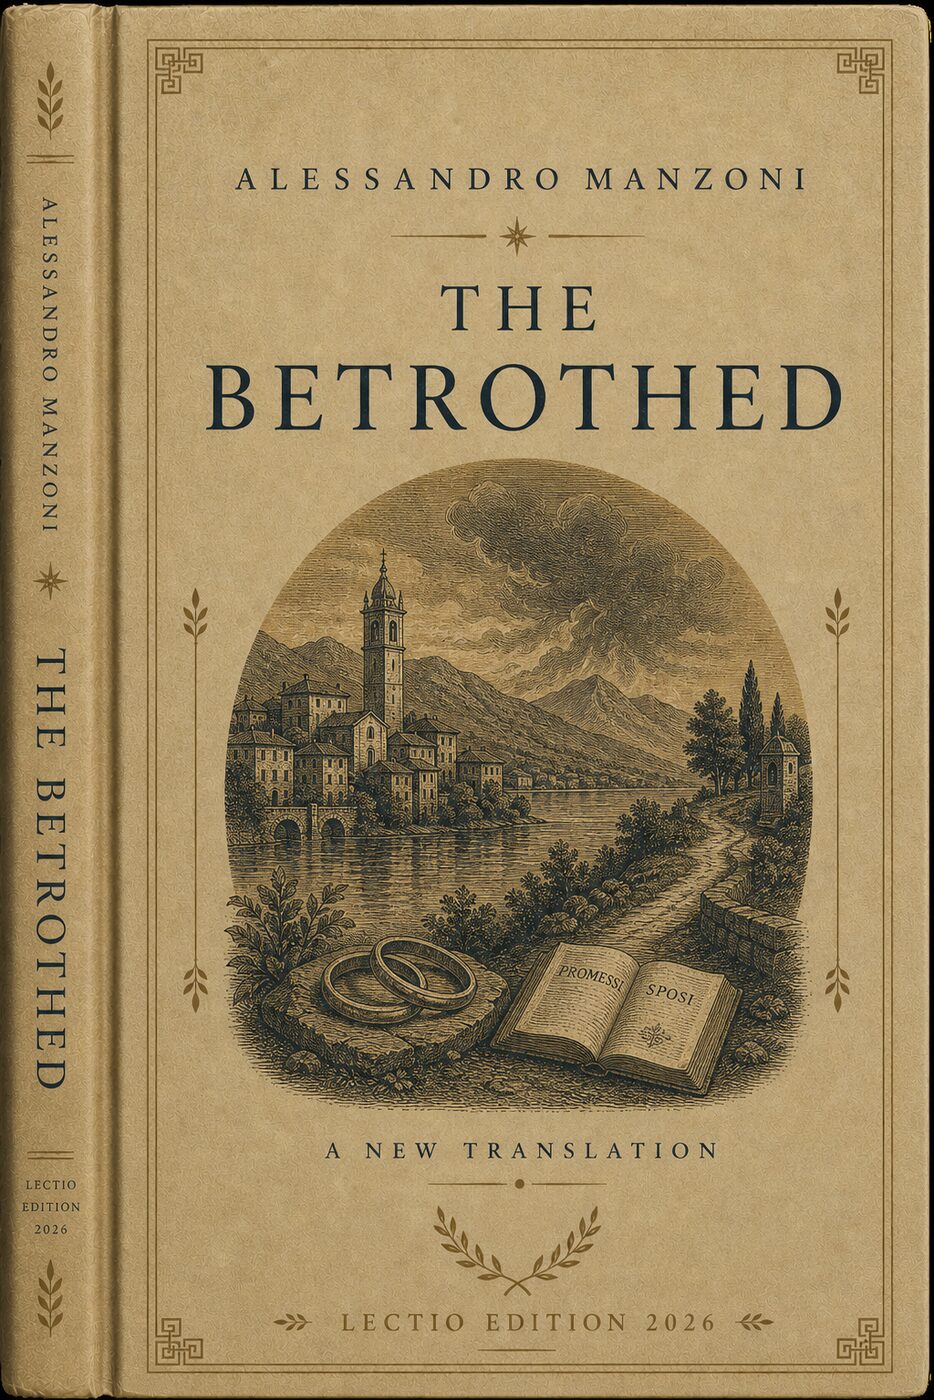 ALESSANDRO MANZONI
THE BETROTHED
LECTIO
EDITION
2026
ALESSANDRO MANZONI
THE
BETROTHED
PROMESSI
SPOSI
A NEW TRANSLATION
LECTIO EDITION 2026